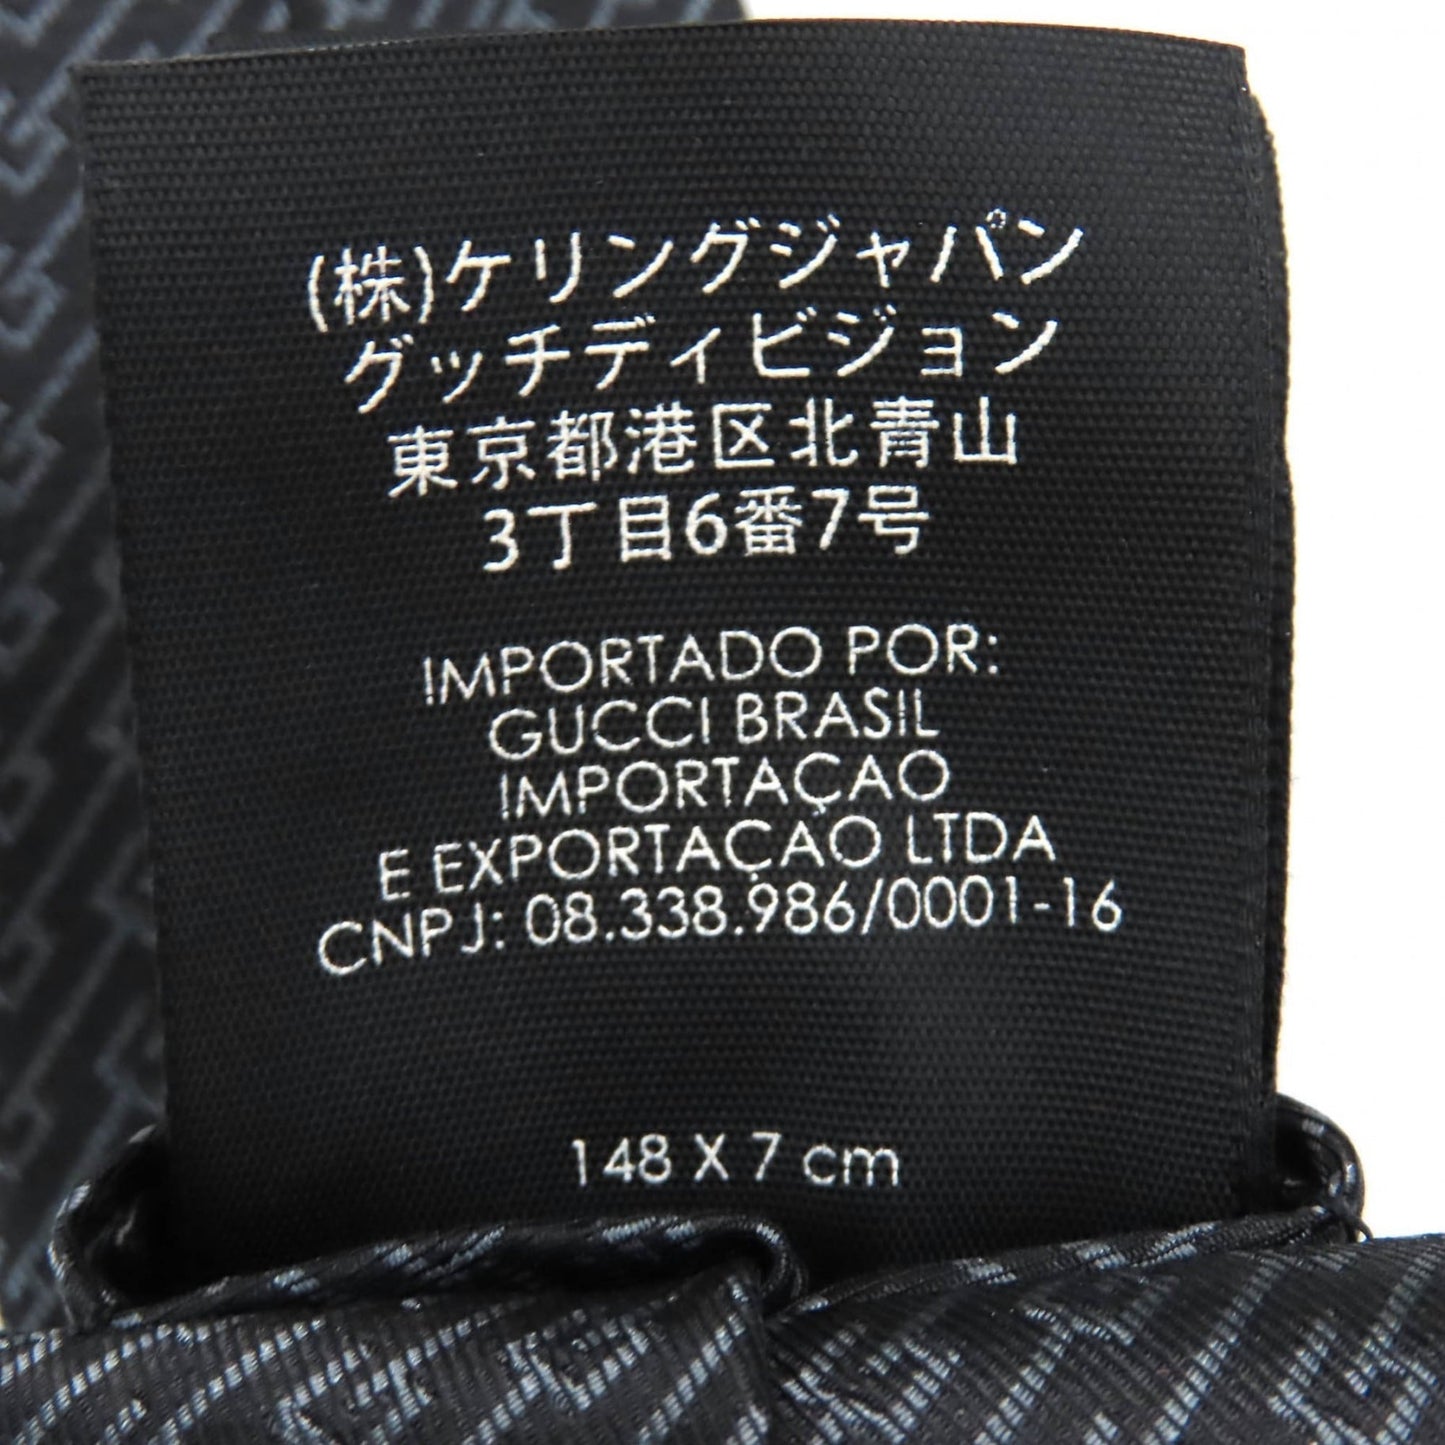 (株)ケリングジャパン
グッチディビジョン
東京都港区北青山
3丁目6番7号
IMPORTADO POR:
GUCCI BRASIL
IMPORTAÇAO
E EXPORTAÇAO LTDA
CNPJ: 08.338.986/0001-16
148 X 7 cm